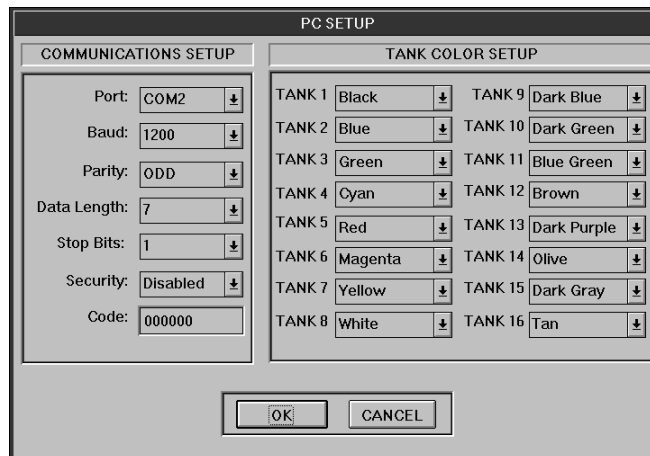 PC SETUP
COMMUNICATIONS SETUP
Port: COM2
Baud: 1200
Parity: ODD
Data Length: 7
Stop Bits: 1
Security: Disabled
Code: 000000
TANK COLOR SETUP
TANK 1 Black TANK 9 Dark Blue
TANK 2 Blue TANK 10 Dark Green
TANK 3 Green TANK 11 Blue Green
TANK 4 Cyan TANK 12 Brown
TANK 5 Red TANK 13 Dark Purple
TANK 6 Magenta TANK 14 Olive
TANK 7 Yellow TANK 15 Dark Gray
TANK 8 White TANK 16 Tan
OK CANCEL